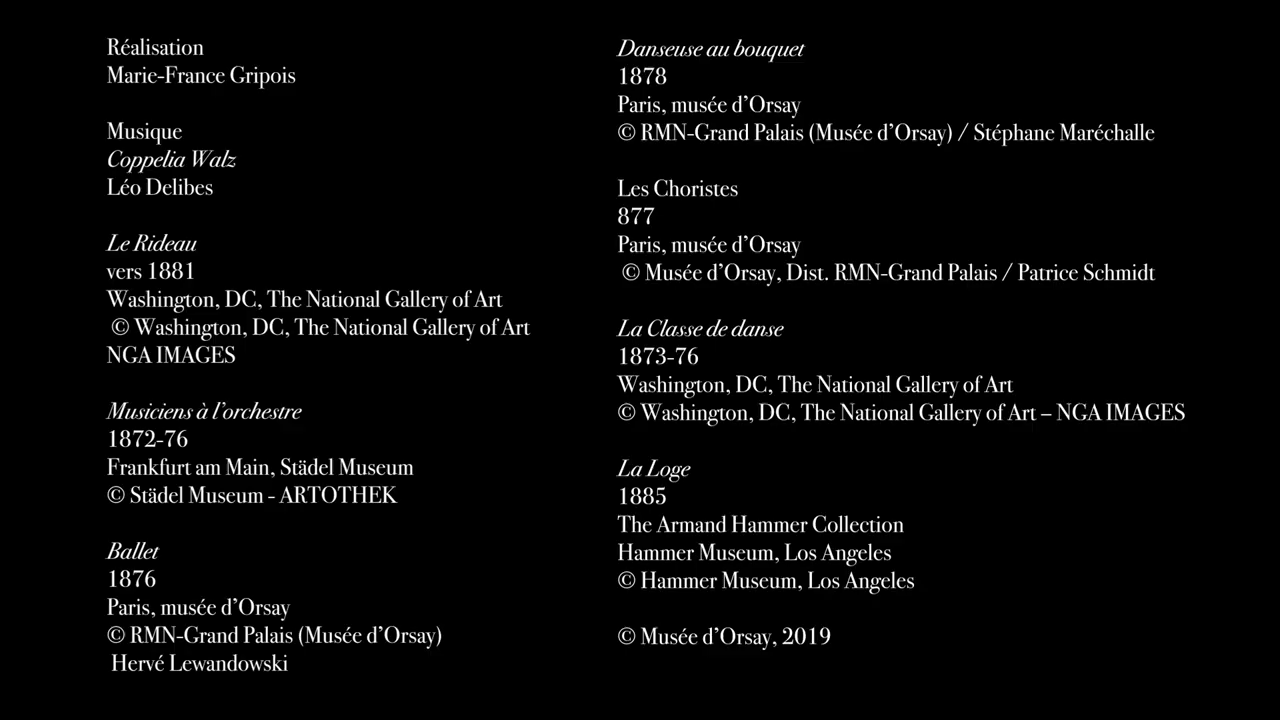 Réalisation
Marie-France Gripois
Musique
Coppelia Walz
Léo Delibes
Le Rideau
vers 1881
Washington, DC, The National Gallery of Art
© Washington, DC, The National Gallery of Art
NGA IMAGES
Musiciens à l’orchestre
1872-76
Frankfurt am Main, Städel Museum
© Städel Museum - ARTOTHEK
Ballet
1876
Paris, musée d’Orsay
© RMN-Grand Palais (Musée d’Orsay)
Hervé Lewandowski
Danseuse au bouquet
1878
Paris, musée d’Orsay
© RMN-Grand Palais (Musée d’Orsay) / Stéphane Maréchalle
Les Choristes
877
Paris, musée d’Orsay
© Musée d’Orsay, Dist. RMN-Grand Palais / Patrice Schmidt
La Classe de danse
1873-76
Washington, DC, The National Gallery of Art
© Washington, DC, The National Gallery of Art – NGA IMAGES
La Loge
1885
The Armand Hammer Collection
Hammer Museum, Los Angeles
© Hammer Museum, Los Angeles
© Musée d’Orsay, 2019